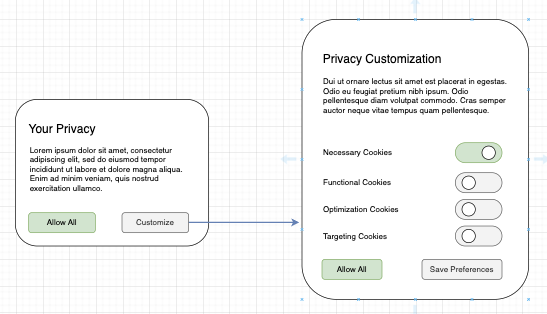 Your Privacy
Lorem ipsum dolor sit amet, consectetur
adipiscing elit, sed do eiusmod tempor
incididunt ut labore et dolore magna aliqua.
Enim ad minim veniam, quis nostrud
exercitation ullamco.
Allow All
Customize
Privacy Customization
Dui ut ornare lectus sit amet est placerat in egestas.
Odio eu feugiat pretium nibh ipsum. Odio
pellentesque diam volutpat commodo. Cras semper
auctor neque vitae tempus quam pellentesque.
Necessary Cookies
Functional Cookies
Optimization Cookies
Targeting Cookies
Allow All
Save Preferences